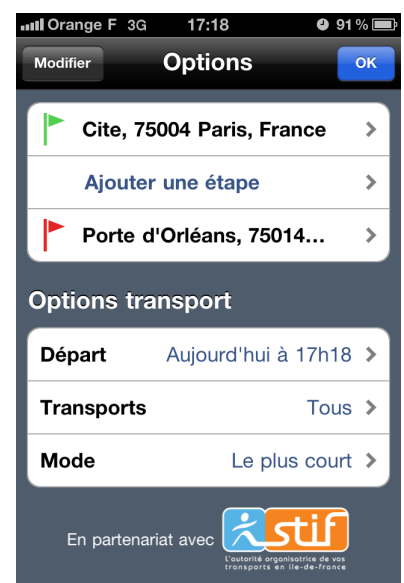 Orange F 3G 17:18 91 %
Modifier Options OK
Cite, 75004 Paris, France
Ajouter une étape
Porte d'Orléans, 75014...
Options transport
Départ Aujourd'hui à 17h18
Transports Tous
Mode Le plus court
En partenariat avec stif
L'autorité organisatrice de vos
transports en ile-de-france